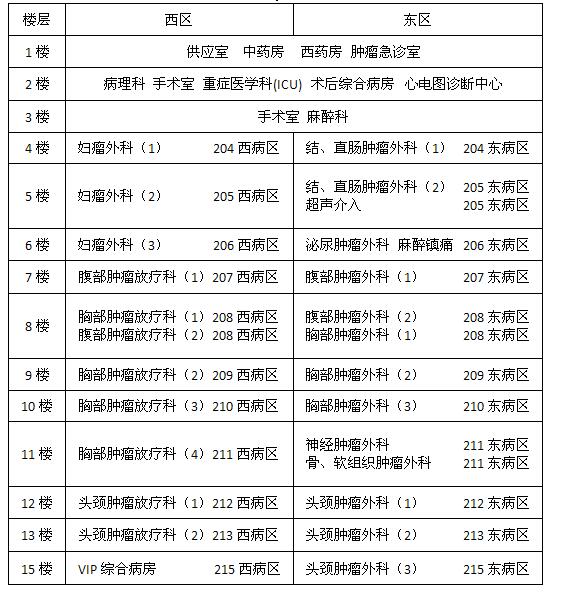 楼层 西区 东区
1 楼 供应室 中药房 西药房 肿瘤急诊室
2 楼 病理科 手术室 重症医学科(ICU) 术后综合病房 心电图诊断中心
3 楼 手术室 麻醉科
4 楼 妇瘤外科（1） 204 西病区 结、直肠肿瘤外科（1） 204 东病区
5 楼 妇瘤外科（2） 205 西病区 结、直肠肿瘤外科（2） 205 东病区
超声介入 205 东病区
6 楼 妇瘤外科（3） 206 西病区 泌尿肿瘤外科 麻醉镇痛 206 东病区
7 楼 腹部肿瘤放疗科（1）207 西病区 腹部肿瘤外科（1） 207 东病区
8 楼 胸部肿瘤放疗科（1）208 西病区 腹部肿瘤外科（2） 208 东病区
腹部肿瘤放疗科（2）208 西病区 胸部肿瘤外科（1） 208 东病区
9 楼 胸部肿瘤放疗科（2）209 西病区 胸部肿瘤外科（2） 209 东病区
10 楼 胸部肿瘤放疗科（3）210 西病区 胸部肿瘤外科（3） 210 东病区
11 楼 胸部肿瘤放疗科（4）211 西病区 神经肿瘤外科 211 东病区
骨、软组织肿瘤外科 211 东病区
12 楼 头颈肿瘤放疗科（1）212 西病区 头颈肿瘤外科（1） 212 东病区
13 楼 头颈肿瘤放疗科（2）213 西病区 头颈肿瘤外科（2） 213 东病区
15 楼 VIP 综合病房 215 西病区 头颈肿瘤外科（3） 215 东病区